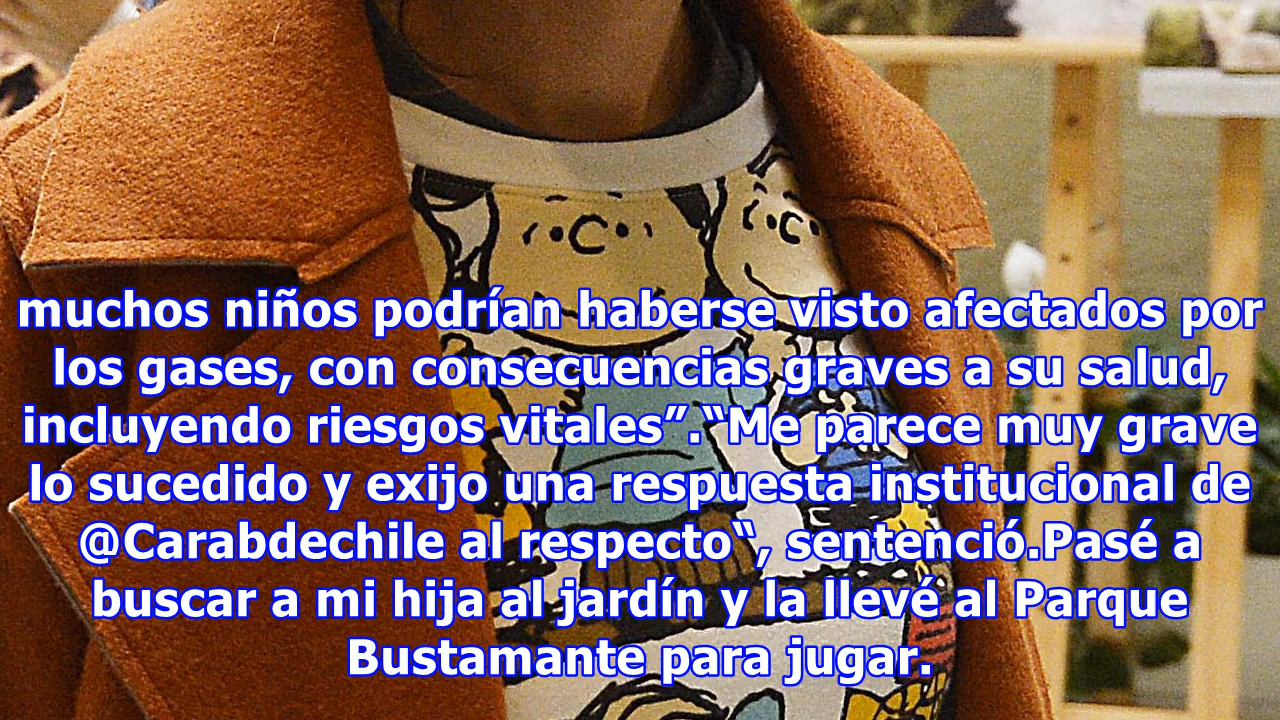 muchos niños podrían haberse visto afectados por
los gases, con consecuencias graves a su salud,
incluyendo riesgos vitales”.“Me parece muy grave
lo sucedido y exijo una respuesta institucional de
@Carabdechile al respecto“, sentenció.Pasé a
buscar a mi hija al jardín y la llevé al Parque
Bustamante para jugar.